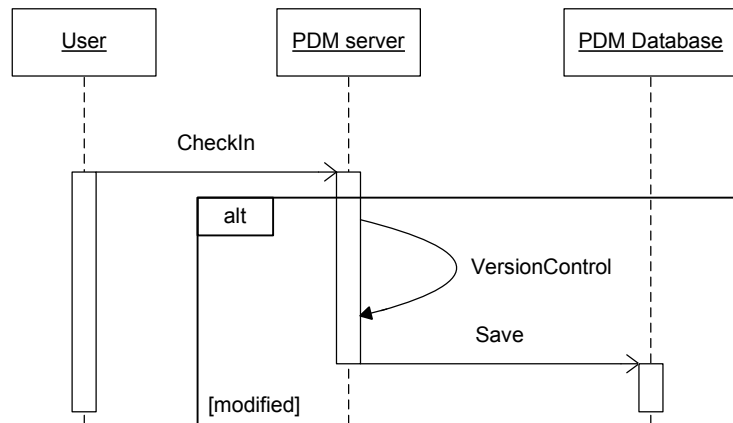 User
PDM server
PDM Database
CheckIn
alt
VersionControl
Save
[modified]